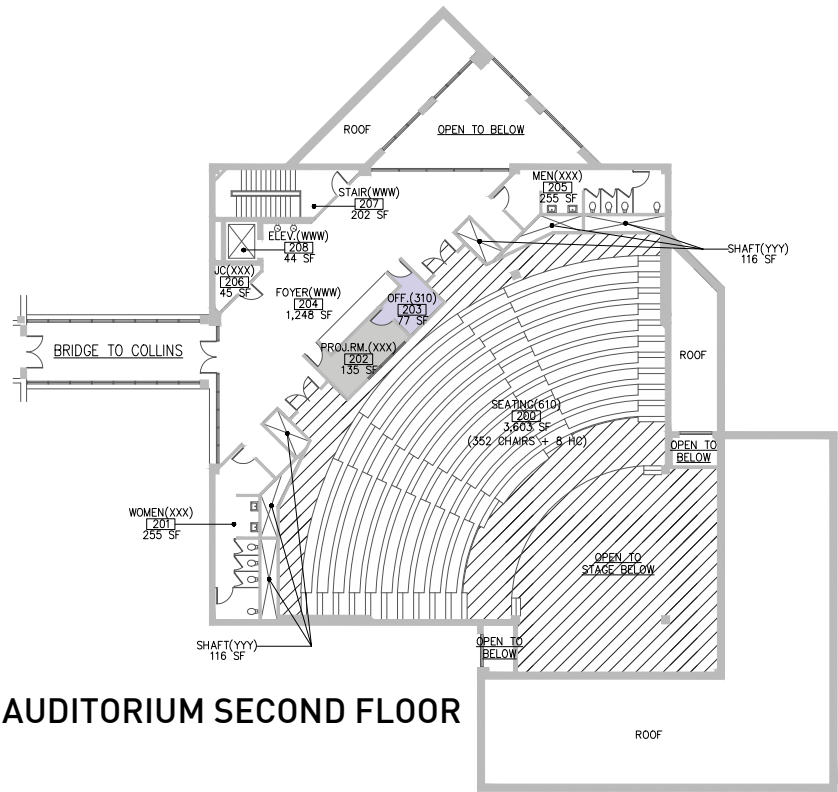 ROOF
OPEN TO BELOW
MEN(XXX)
205
255 SF
STAIR(WWW)
207
202 SF
ELEV.(WWW)
208
44 SF
SHAFT(YYY)
116 SF
JC(XXX)
206
45 SF
FOYER(WWW)
204
1,248 SF
OFF.(310)
203
77 SF
BRIDGE TO COLLINS
PROJ.RM.(XXX)
202
135 SF
ROOF
SEATING(610)
200
3,603 SF
(352 CHAIRS + 8 HC)
OPEN TO
BELOW
WOMEN(XXX)
201
255 SF
OPEN TO
STAGE BELOW
SHAFT(YYY)
116 SF
OPEN TO
BELOW
AUDITORIUM SECOND FLOOR
ROOF